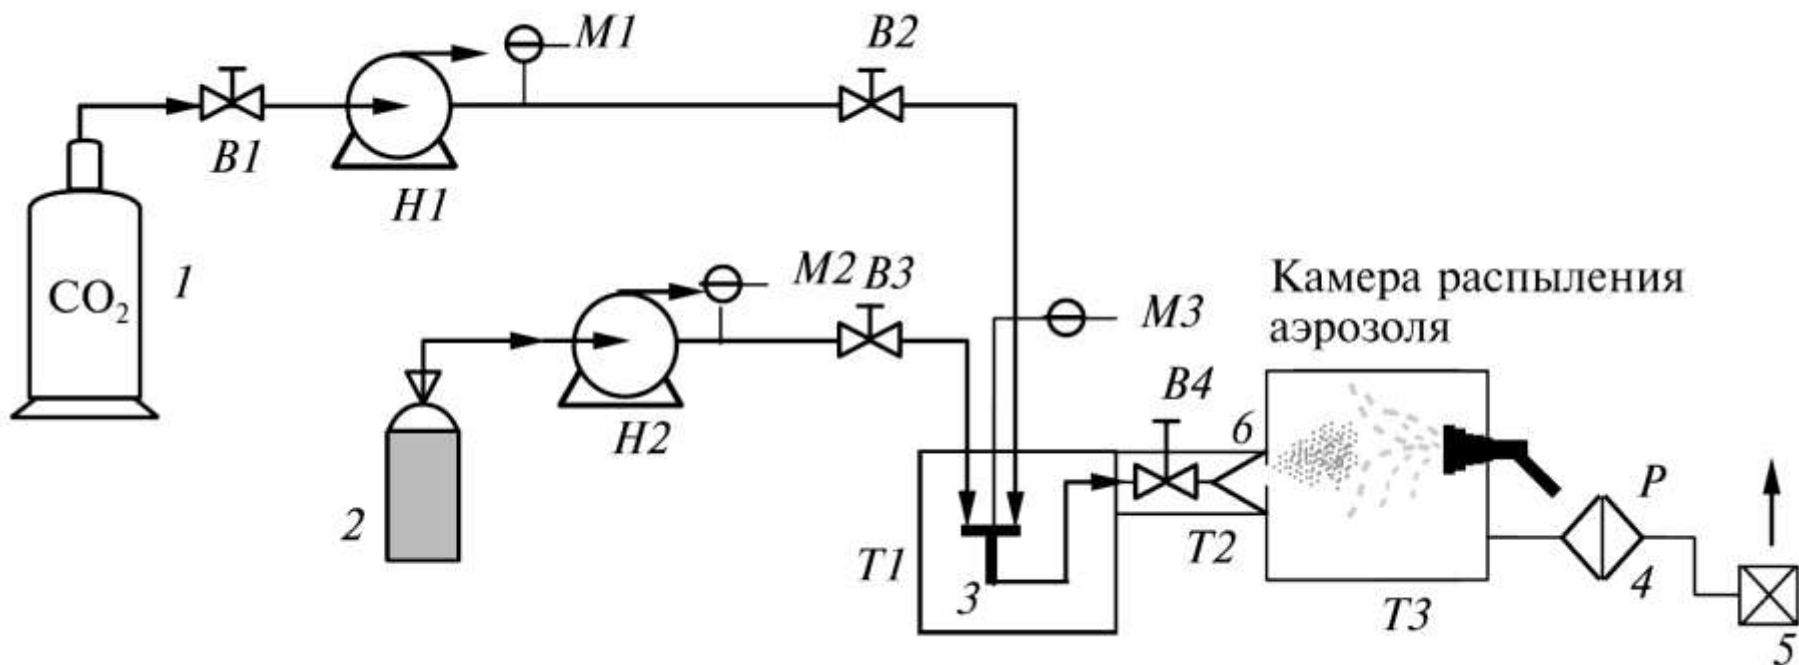 M1
B2
B1
H1
CO₂
1
M2
B3
Камера распыления
аэрозоля
M3
B4
H2
6
2
P
T1
T2
3
4
T3
5